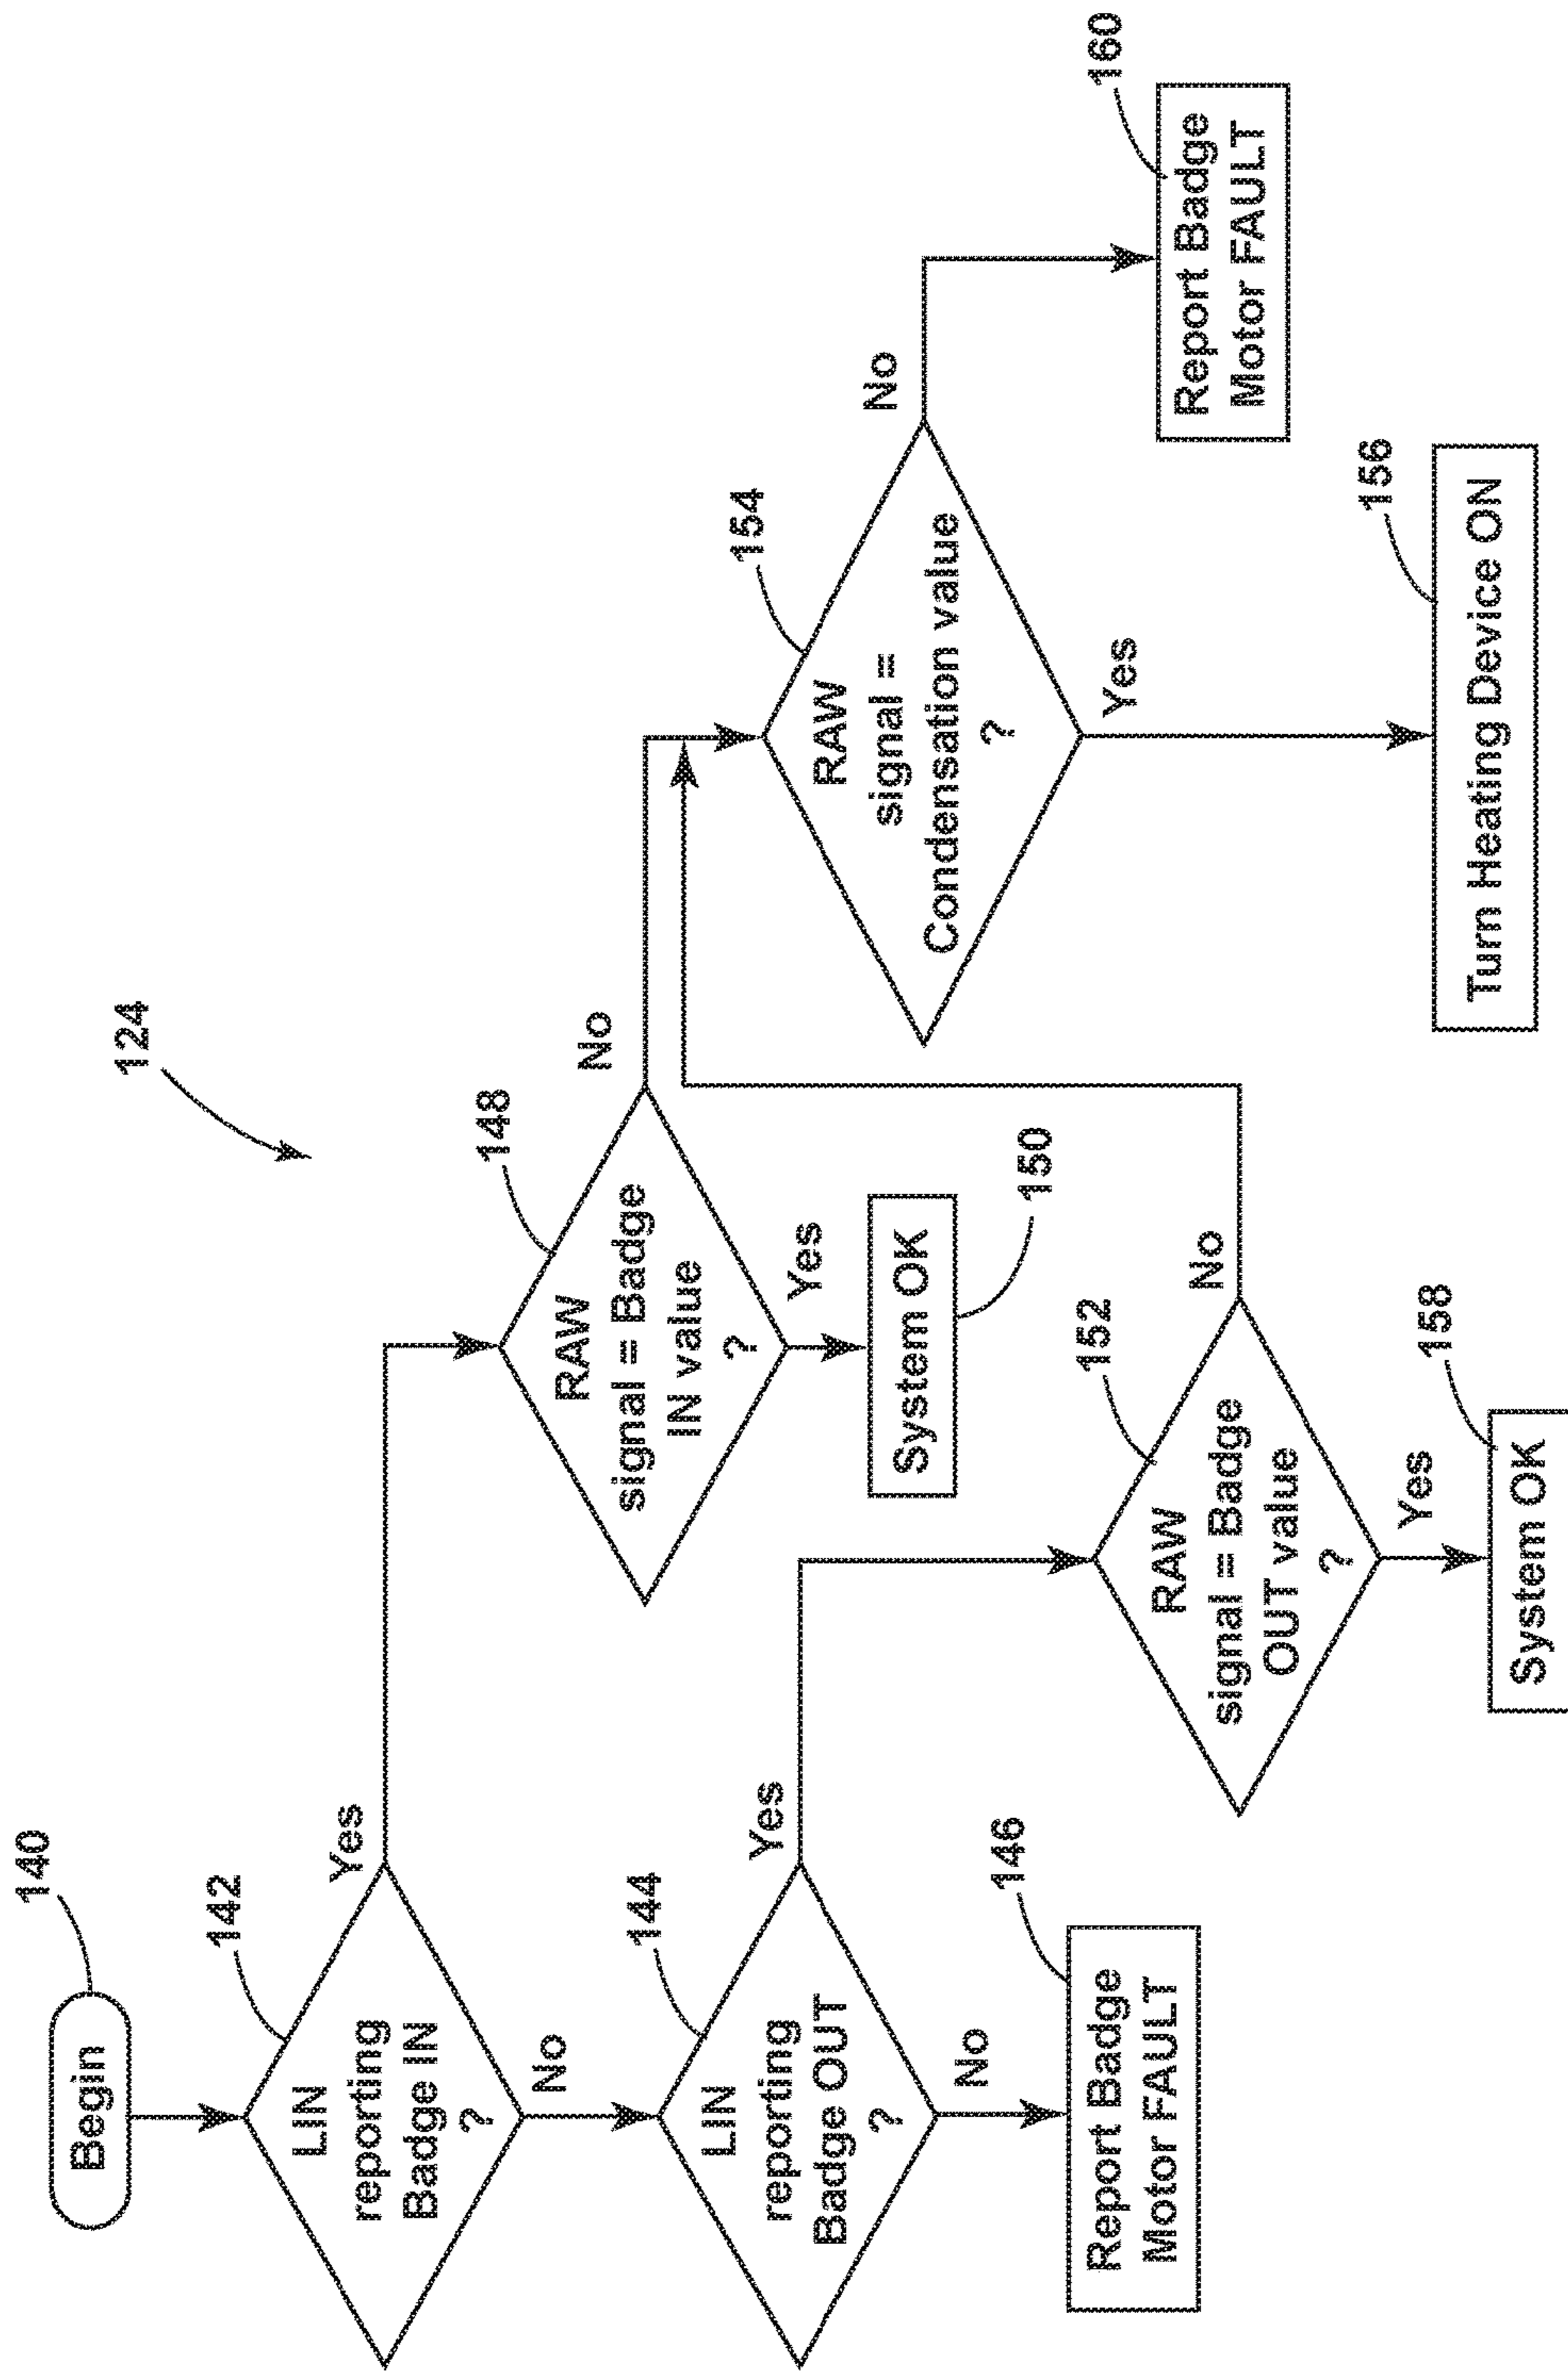 124
140
Begin
142
LIN
reporting
Badge IN
?
Yes
No
144
LIN
reporting
Badge OUT
?
Yes
No
146
Report Badge
Motor FAULT
148
RAW
signal = Badge
IN value
?
No
Yes
System OK
150
152
RAW
signal = Badge
OUT value
?
No
Yes
158
System OK
154
RAW
signal =
Condensation value
?
No
Yes
156
Turn Heating Device ON
160
Report Badge
Motor FAULT